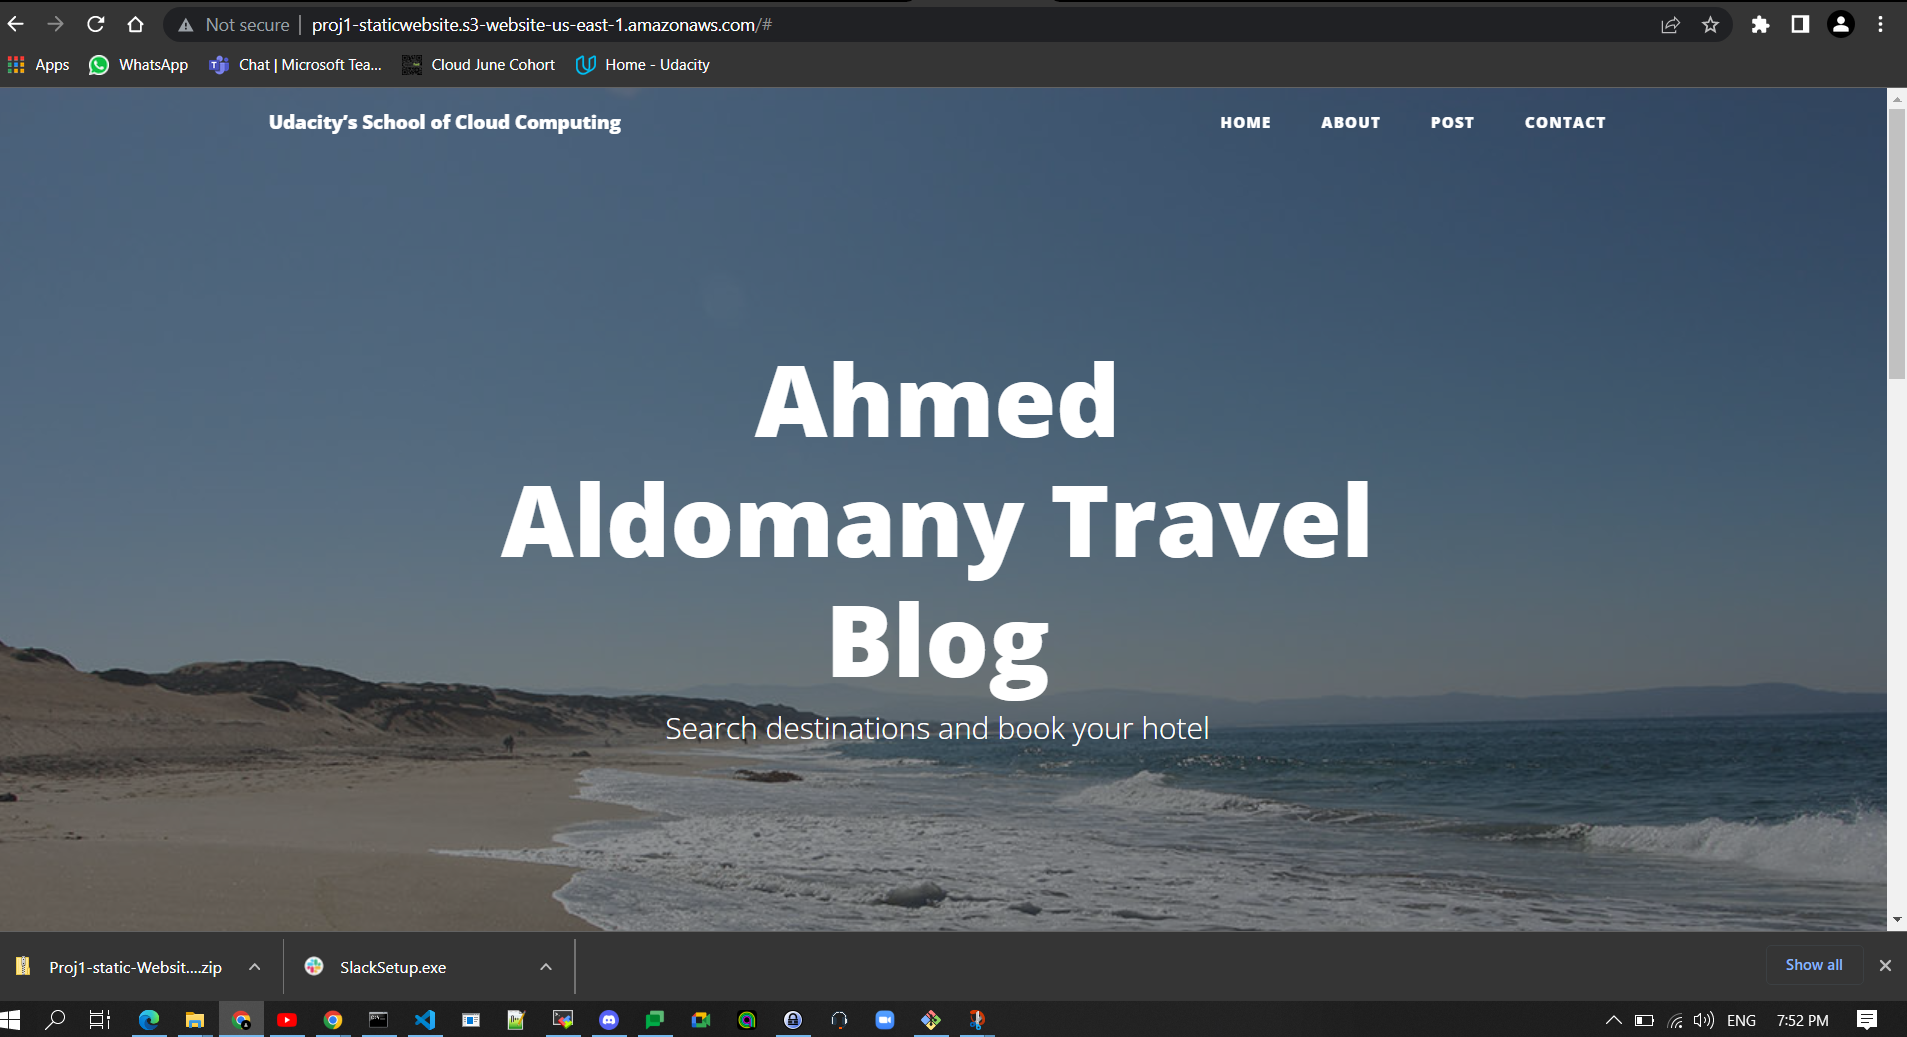 Not secure | proj1-staticwebsite.s3-website-us-east-1.amazonaws.com/#
Apps WhatsApp Chat | Microsoft Tea... Cloud June Cohort Home - Udacity
Udacity’s School of Cloud Computing HOME ABOUT POST CONTACT
Ahmed
Aldomany Travel
Blog
Search destinations and book your hotel
Proj1-static-Websit....zip SlackSetup.exe Show all
ENG 7:52 PM